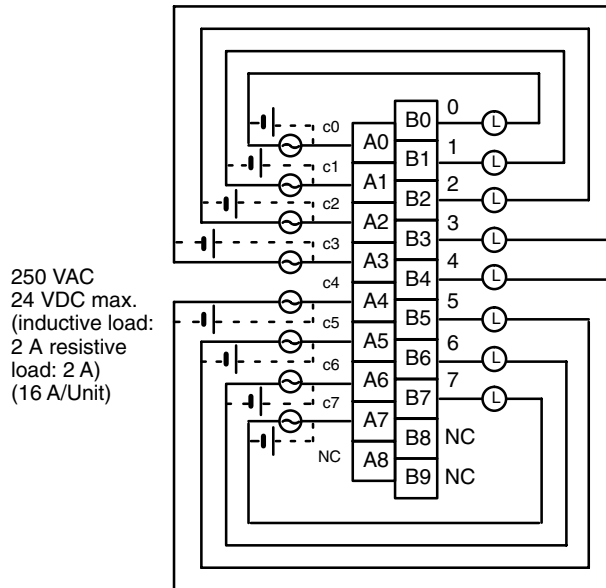 0
c0
B0
L
A0
1
c1
B1
L
A1
2
c2
B2
L
A2
3
c3
B3
L
A3
4
c4
B4
L
A4
5
c5
B5
L
A5
6
c6
B6
L
A6
7
c7
B7
L
A7
NC
B8 NC
A8
B9 NC
250 VAC
24 VDC max.
(inductive load:
2 A resistive
load: 2 A)
(16 A/Unit)